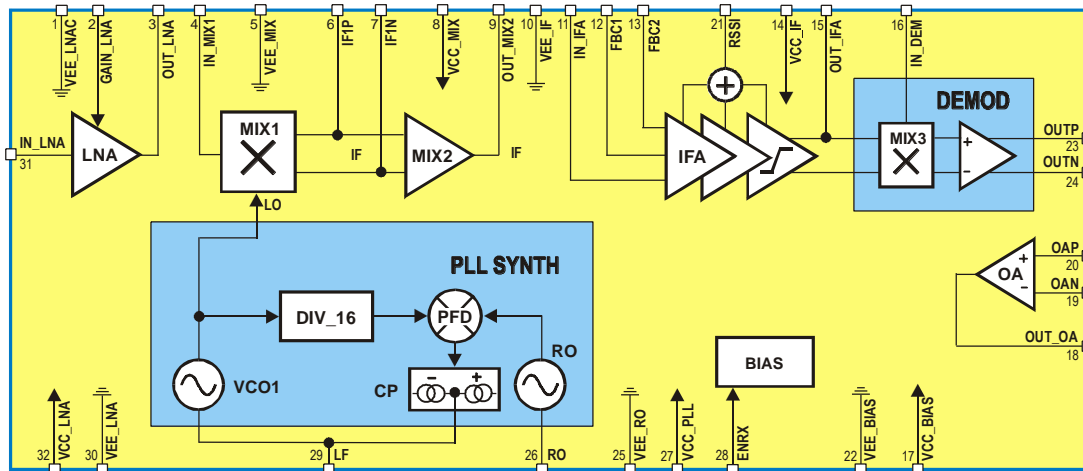 1 2 3 4 5 6 7 8 9 10 11 12 13 21 14 15 16
VEE_LNAC
GAIN_LNA
OUT_LNA
IN_MIX1
VEE_MIX
IF1P
IF1N
VCC_MIX
OUT_MIX2
VEE_IF
IN_IFA
FBC1
FBC2
RSSI
VCC_IF
OUT_IFA
IN_DEM
IN_LNA
31
LNA
MIX1
IF
MIX2
IF
LO
+
IFA
DEMOD
MIX3
+
−
OUTP
23
OUTN
24
PLL SYNTH
DIV_16
PFD
RO
VCO1
CP
− +
BIAS
OA
+
−
OAP
20
OAN
19
OUT_OA
18
32
VCC_LNA
30
VEE_LNA
29
LF
26
RO
25
VEE_RO
27
VCC_PLL
28
ENRX
22
VEE_BIAS
17
VCC_BIAS